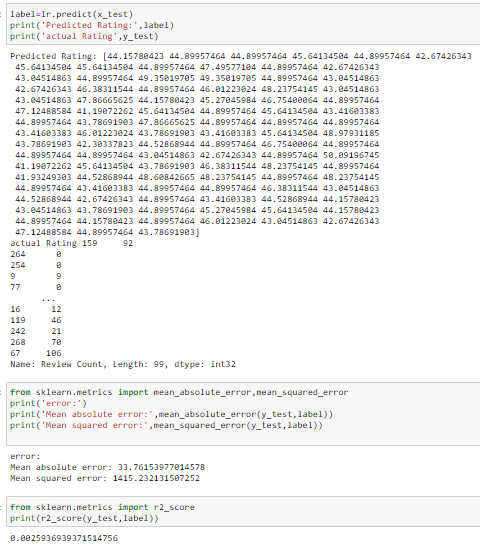 label=lr.predict(x_test)
print('Predicted Rating:',label)
print('actual Rating',y_test)
Predicted Rating: [44.15780423 44.89957464 44.89957464 45.64134504 44.89957464 42.67426343
45.64134504 45.64134504 44.89957464 47.49577104 44.89957464 42.67426343
43.04514863 44.89957464 49.35019705 49.35019705 44.89957464 43.04514863
42.67426343 46.38311544 44.89957464 46.01223024 48.23754145 43.04514863
43.04514863 47.86665625 44.15780423 45.27045984 46.75400064 44.89957464
47.12488584 41.19072262 45.64134504 44.89957464 45.64134504 43.41603383
44.89957464 43.78691903 47.86665625 44.89957464 44.89957464 44.89957464
43.41603383 46.01223024 43.78691903 43.41603383 45.64134504 48.97931185
43.78691903 42.30337823 44.52868944 44.89957464 46.75400064 44.89957464
44.89957464 44.89957464 43.04514863 42.67426343 44.89957464 50.09196745
41.19072262 45.64134504 43.78691903 46.38311544 48.23754145 44.89957464
41.93249303 44.52868944 48.60842665 48.23754145 44.89957464 48.23754145
44.89957464 43.41603383 44.89957464 44.89957464 46.38311544 43.04514863
44.52868944 42.67426343 44.89957464 43.41603383 44.52868944 44.15780423
43.04514863 43.78691903 44.89957464 45.27045984 45.64134504 44.15780423
44.89957464 44.15780423 44.89957464 46.01223024 43.04514863 42.67426343
47.12488584 44.89957464 43.78691903]
actual Rating 159 92
264 0
254 0
9 9
77 0
...
16 12
119 46
242 21
268 70
67 106
Name: Review Count, Length: 99, dtype: int32
from sklearn.metrics import mean_absolute_error,mean_squared_error
print('error:')
print('Mean absolute error:',mean_absolute_error(y_test,label))
print('Mean squared error:',mean_squared_error(y_test,label))
error:
Mean absolute error: 33.76153977014578
Mean squared error: 1415.232131507252
from sklearn.metrics import r2_score
print(r2_score(y_test,label))
0.0025936939371514756